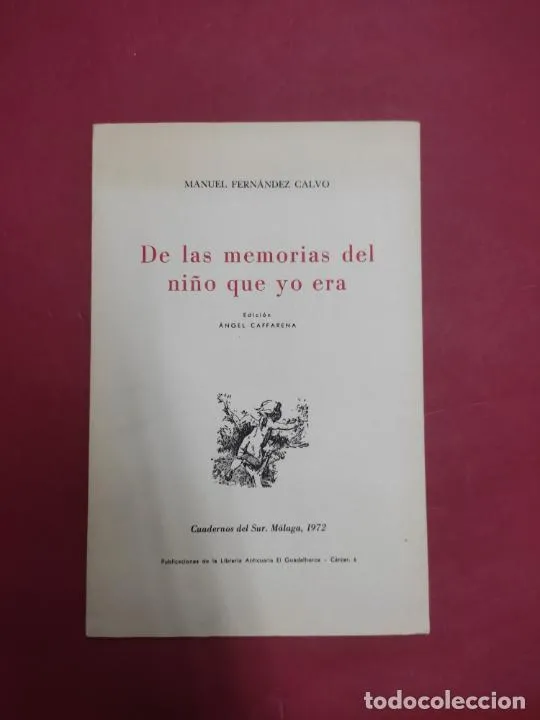 MANUEL FERNÁNDEZ CALVO
De las memorias del
niño que yo era
Edición
ÁNGEL CAFFARENA
Cuadernos del Sur. Málaga, 1972
Publicaciones de la Librería Anticuaria El Guadalhorce - Cárcer, 6
todocoleccion